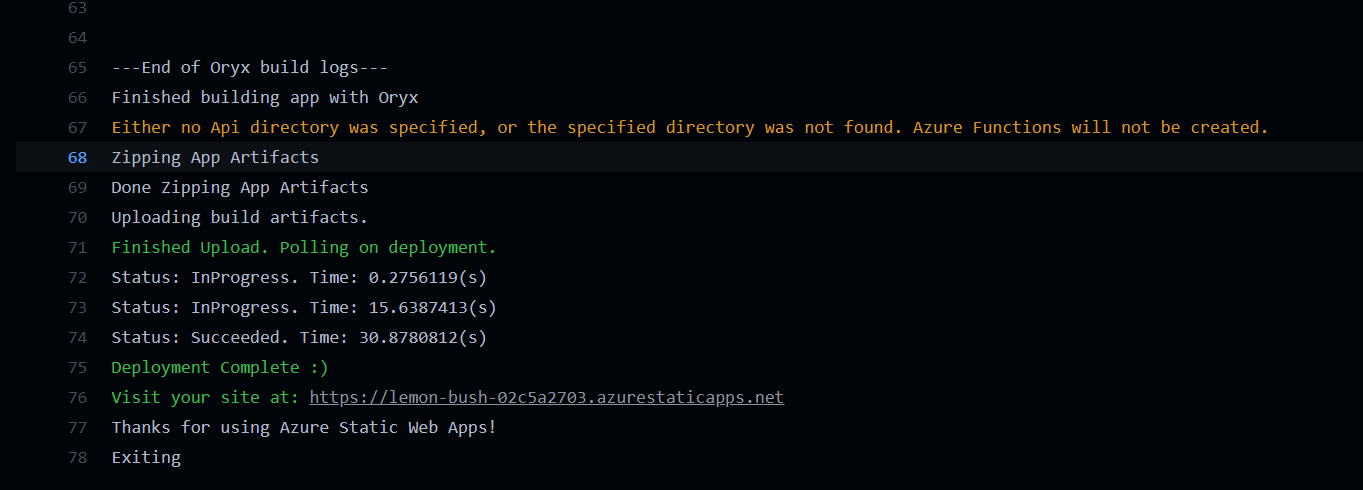 63
64
65 ---End of Oryx build logs---
66 Finished building app with Oryx
67 Either no Api directory was specified, or the specified directory was not found. Azure Functions will not be created.
68 Zipping App Artifacts
69 Done Zipping App Artifacts
70 Uploading build artifacts.
71 Finished Upload. Polling on deployment.
72 Status: InProgress. Time: 0.2756119(s)
73 Status: InProgress. Time: 15.6387413(s)
74 Status: Succeeded. Time: 30.8780812(s)
75 Deployment Complete :)
76 Visit your site at: https://lemon-bush-02c5a2703.azurestaticapps.net
77 Thanks for using Azure Static Web Apps!
78 Exiting